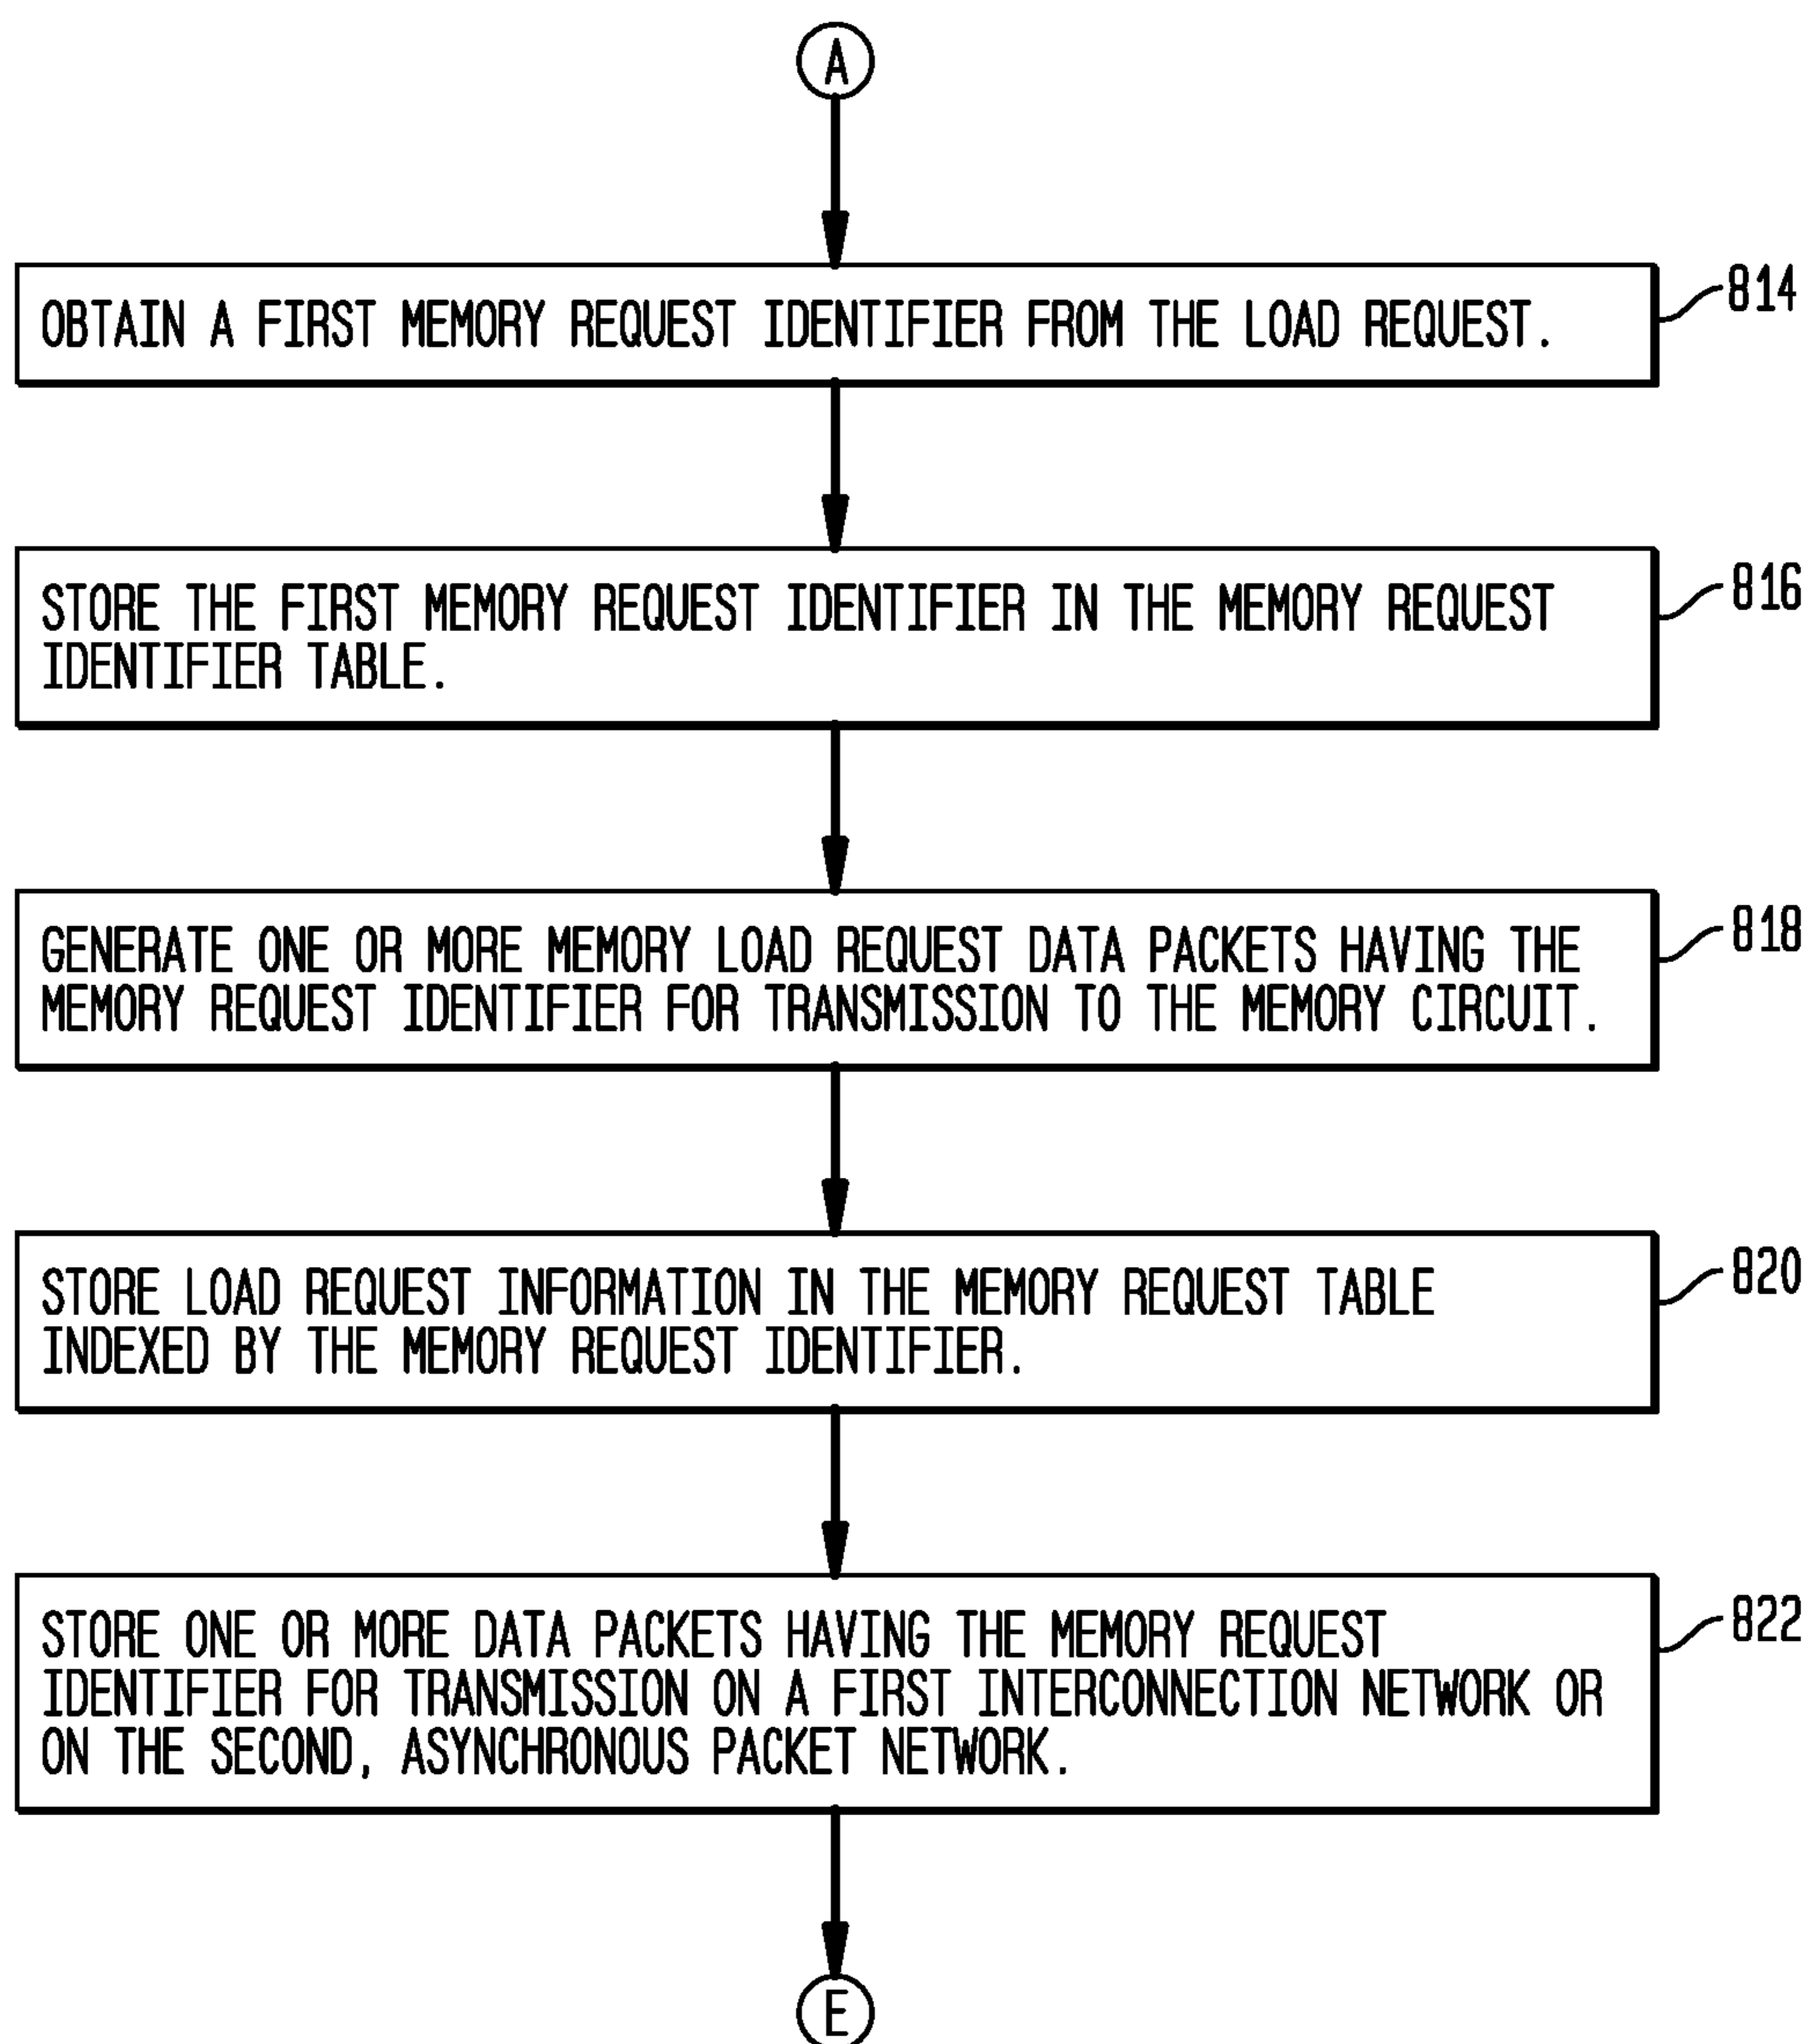 A
OBTAIN A FIRST MEMORY REQUEST IDENTIFIER FROM THE LOAD REQUEST.
814
STORE THE FIRST MEMORY REQUEST IDENTIFIER IN THE MEMORY REQUEST
IDENTIFIER TABLE.
816
GENERATE ONE OR MORE MEMORY LOAD REQUEST DATA PACKETS HAVING THE
MEMORY REQUEST IDENTIFIER FOR TRANSMISSION TO THE MEMORY CIRCUIT.
818
STORE LOAD REQUEST INFORMATION IN THE MEMORY REQUEST TABLE
INDEXED BY THE MEMORY REQUEST IDENTIFIER.
820
STORE ONE OR MORE DATA PACKETS HAVING THE MEMORY REQUEST
IDENTIFIER FOR TRANSMISSION ON A FIRST INTERCONNECTION NETWORK OR
ON THE SECOND, ASYNCHRONOUS PACKET NETWORK.
822
E